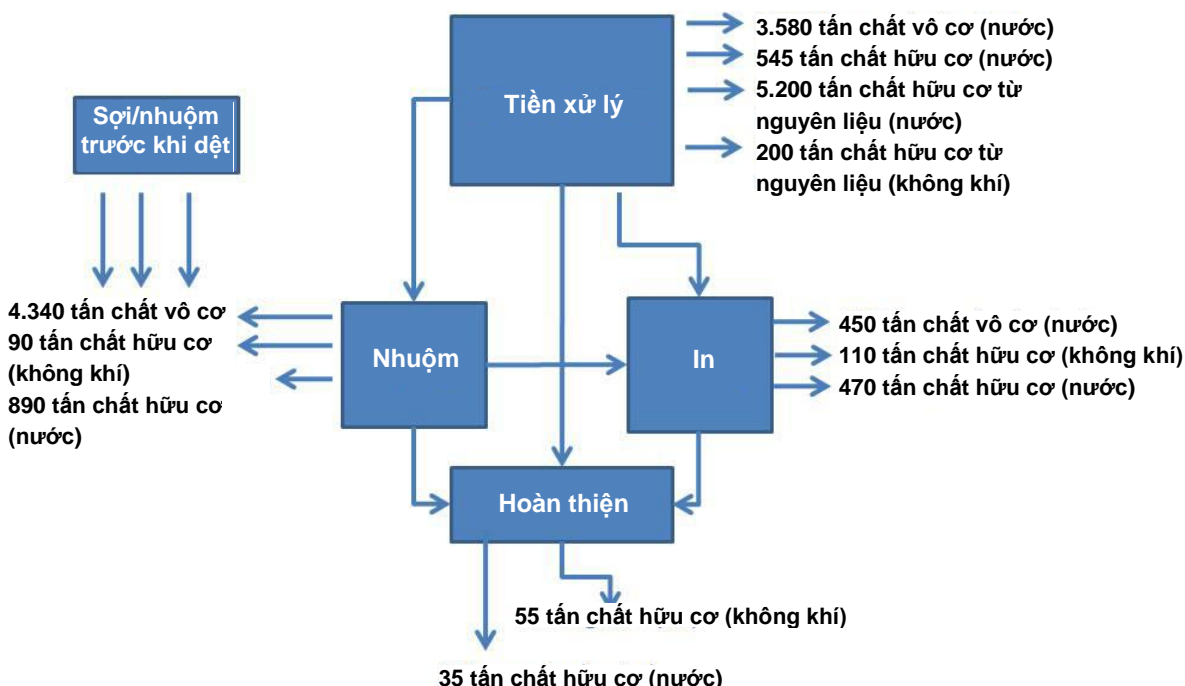 Tiền xử lý
3.580 tấn chất vô cơ (nước)
545 tấn chất hữu cơ (nước)
5.200 tấn chất hữu cơ từ
nguyên liệu (nước)
200 tấn chất hữu cơ từ
nguyên liệu (không khí)
Sợi/nhuộm
trước khi dệt
4.340 tấn chất vô cơ
90 tấn chất hữu cơ
(không khí)
890 tấn chất hữu cơ
(nước)
Nhuộm
In
450 tấn chất vô cơ (nước)
110 tấn chất hữu cơ (không khí)
470 tấn chất hữu cơ (nước)
Hoàn thiện
55 tấn chất hữu cơ (không khí)
35 tấn chất hữu cơ (nước)